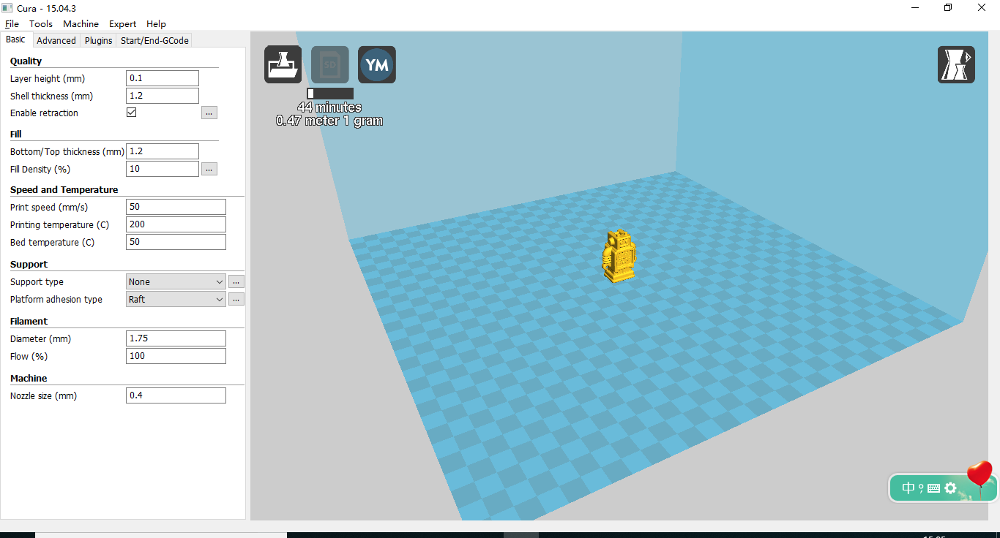 Cura - 15.04.3
File Tools Machine Expert Help
Basic Advanced Plugins Start/End-GCode
Quality
Layer height (mm) 0.1
Shell thickness (mm) 1.2
Enable retraction ...
Fill
Bottom/Top thickness (mm) 1.2
Fill Density (%) 10 ...
Speed and Temperature
Print speed (mm/s) 50
Printing temperature (C) 200
Bed temperature (C) 50
Support
Support type None ...
Platform adhesion type Raft ...
Filament
Diameter (mm) 1.75
Flow (%) 100
Machine
Nozzle size (mm) 0.4
SD
YM
44 minutes
0.47 meter 1 gram
中